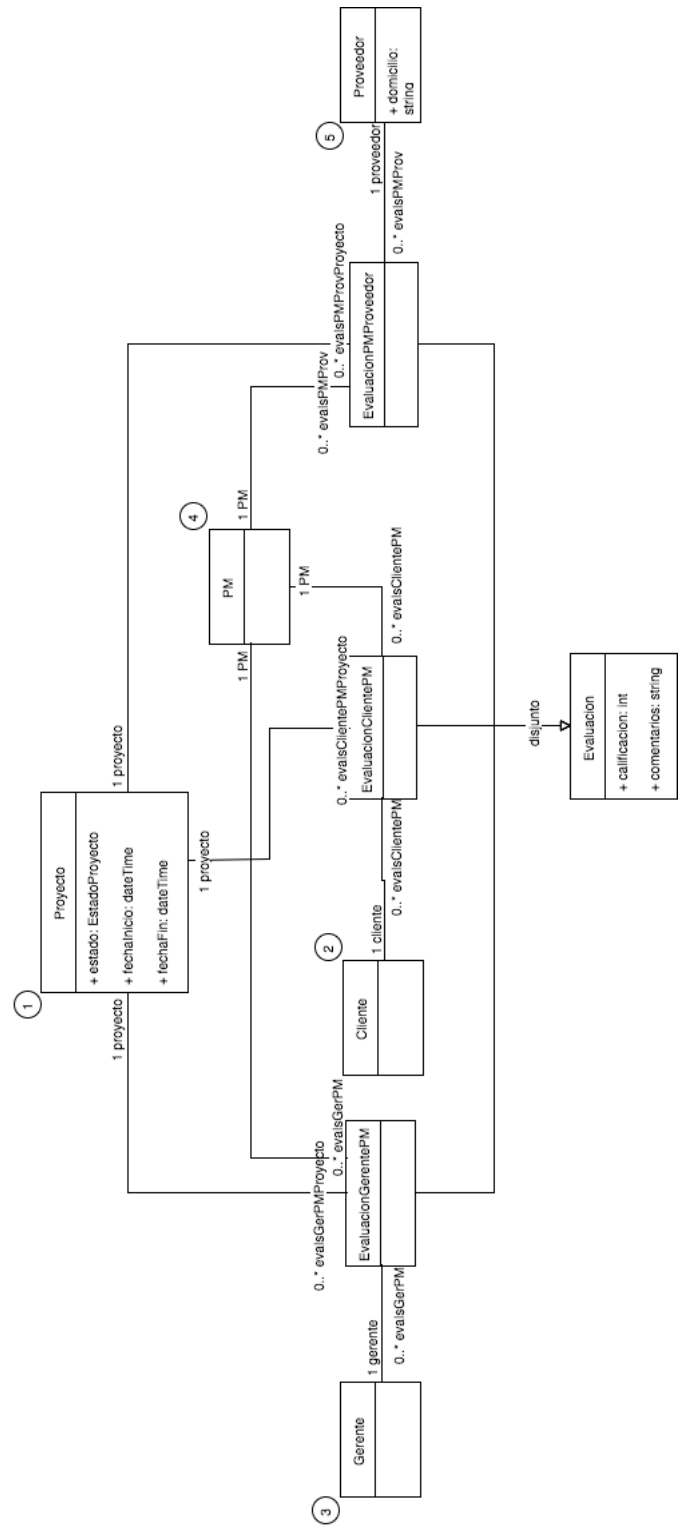 1
Proyecto
+ estado: EstadoProyecto
+ fechaInicio: dateTime
+ fechaFin: dateTime
1 proyecto
1 proyecto
1 proyecto
4
PM
1 PM
1 PM
1 PM
3
Gerente
1 gerente
0..* evalsGerPM
0..* evalsGerPMProyecto
0..* evalsGerPM
EvaluacionGerentePM
2
Cliente
1 cliente
0..* evalsClientePM
0..* evalsClientePMProyecto
EvaluacionClientePM
0..* evalsClientePM
0..* evalsPMProv
0..* evalsPMProvProyecto
EvaluacionPMProveedor
0..* evalsPMProv
1 proveedor
5
Proveedor
+ domicilio:
string
disjunto
Evaluacion
+ calificacion: int
+ comentarios: string